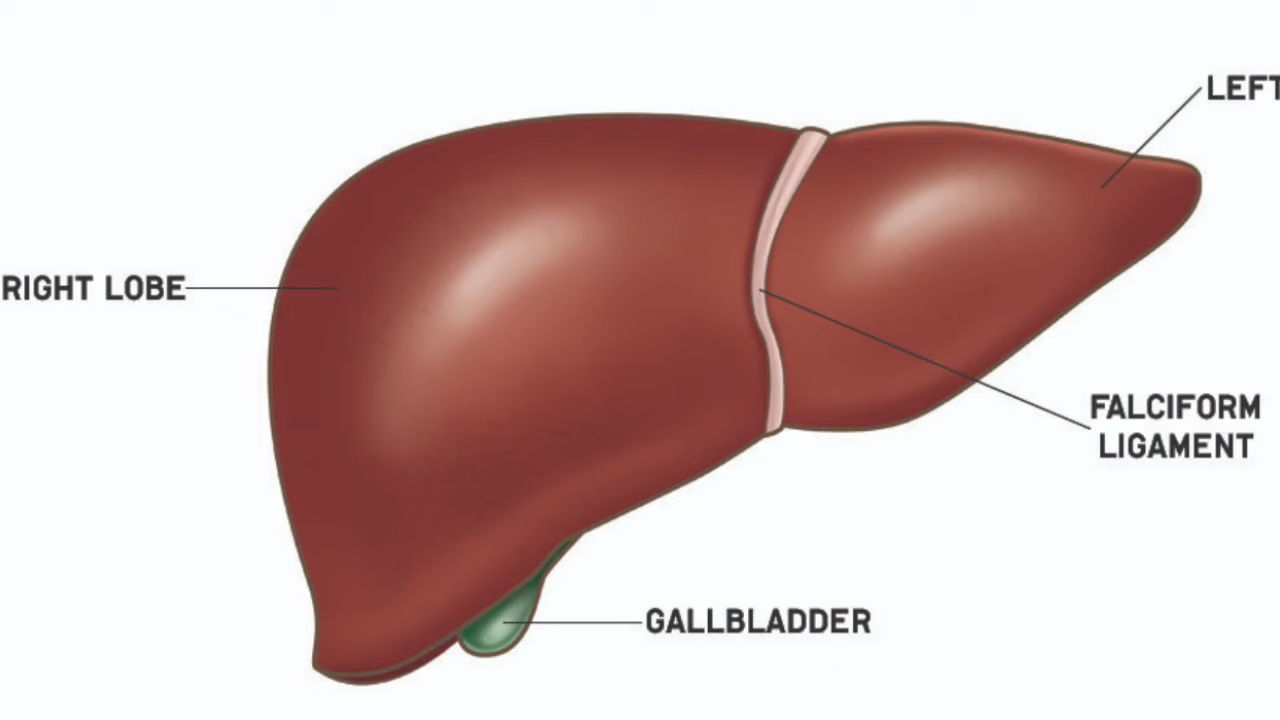 LEFT
RIGHT LOBE
FALCIFORM
LIGAMENT
GALLBLADDER